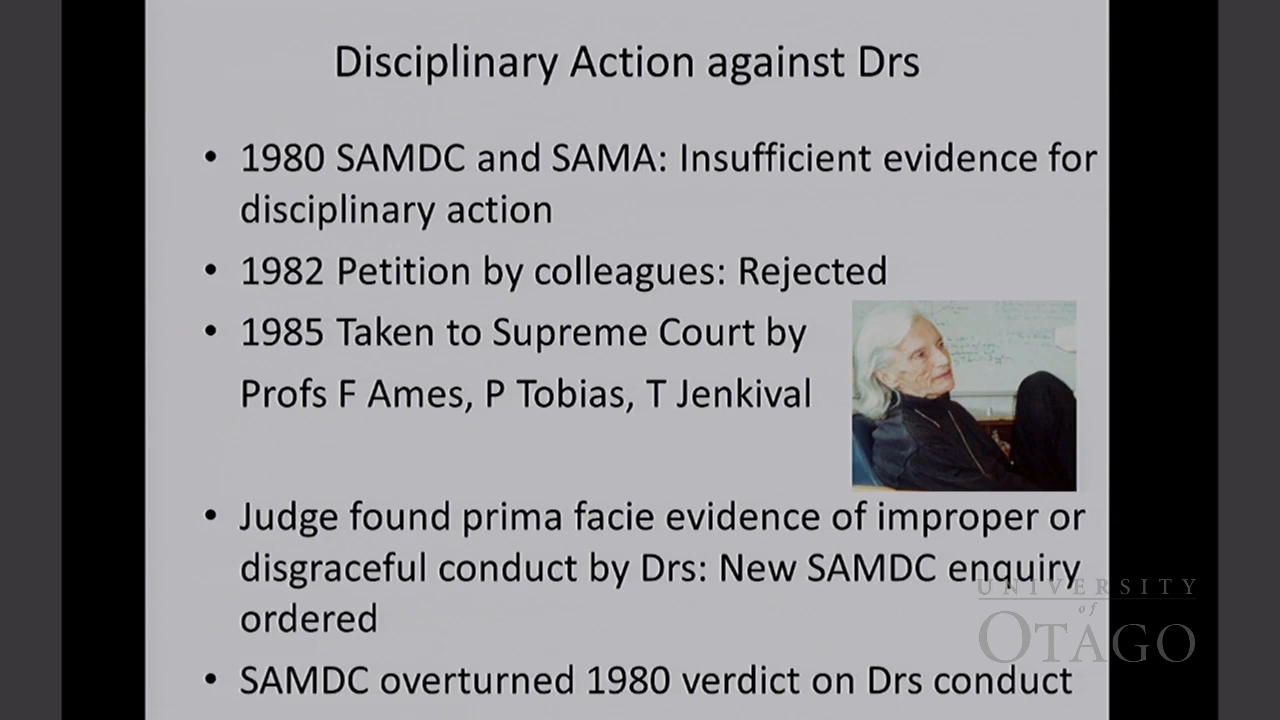 Disciplinary Action against Drs
• 1980 SAMDC and SAMA: Insufficient evidence for
disciplinary action
• 1982 Petition by colleagues: Rejected
• 1985 Taken to Supreme Court by
Profs F Ames, P Tobias, T Jenkival
• Judge found prima facie evidence of improper or
disgraceful conduct by Drs: New SAMDC enquiry
ordered
• SAMDC overturned 1980 verdict on Drs conduct
UNIVERSITY
of
OTAGO